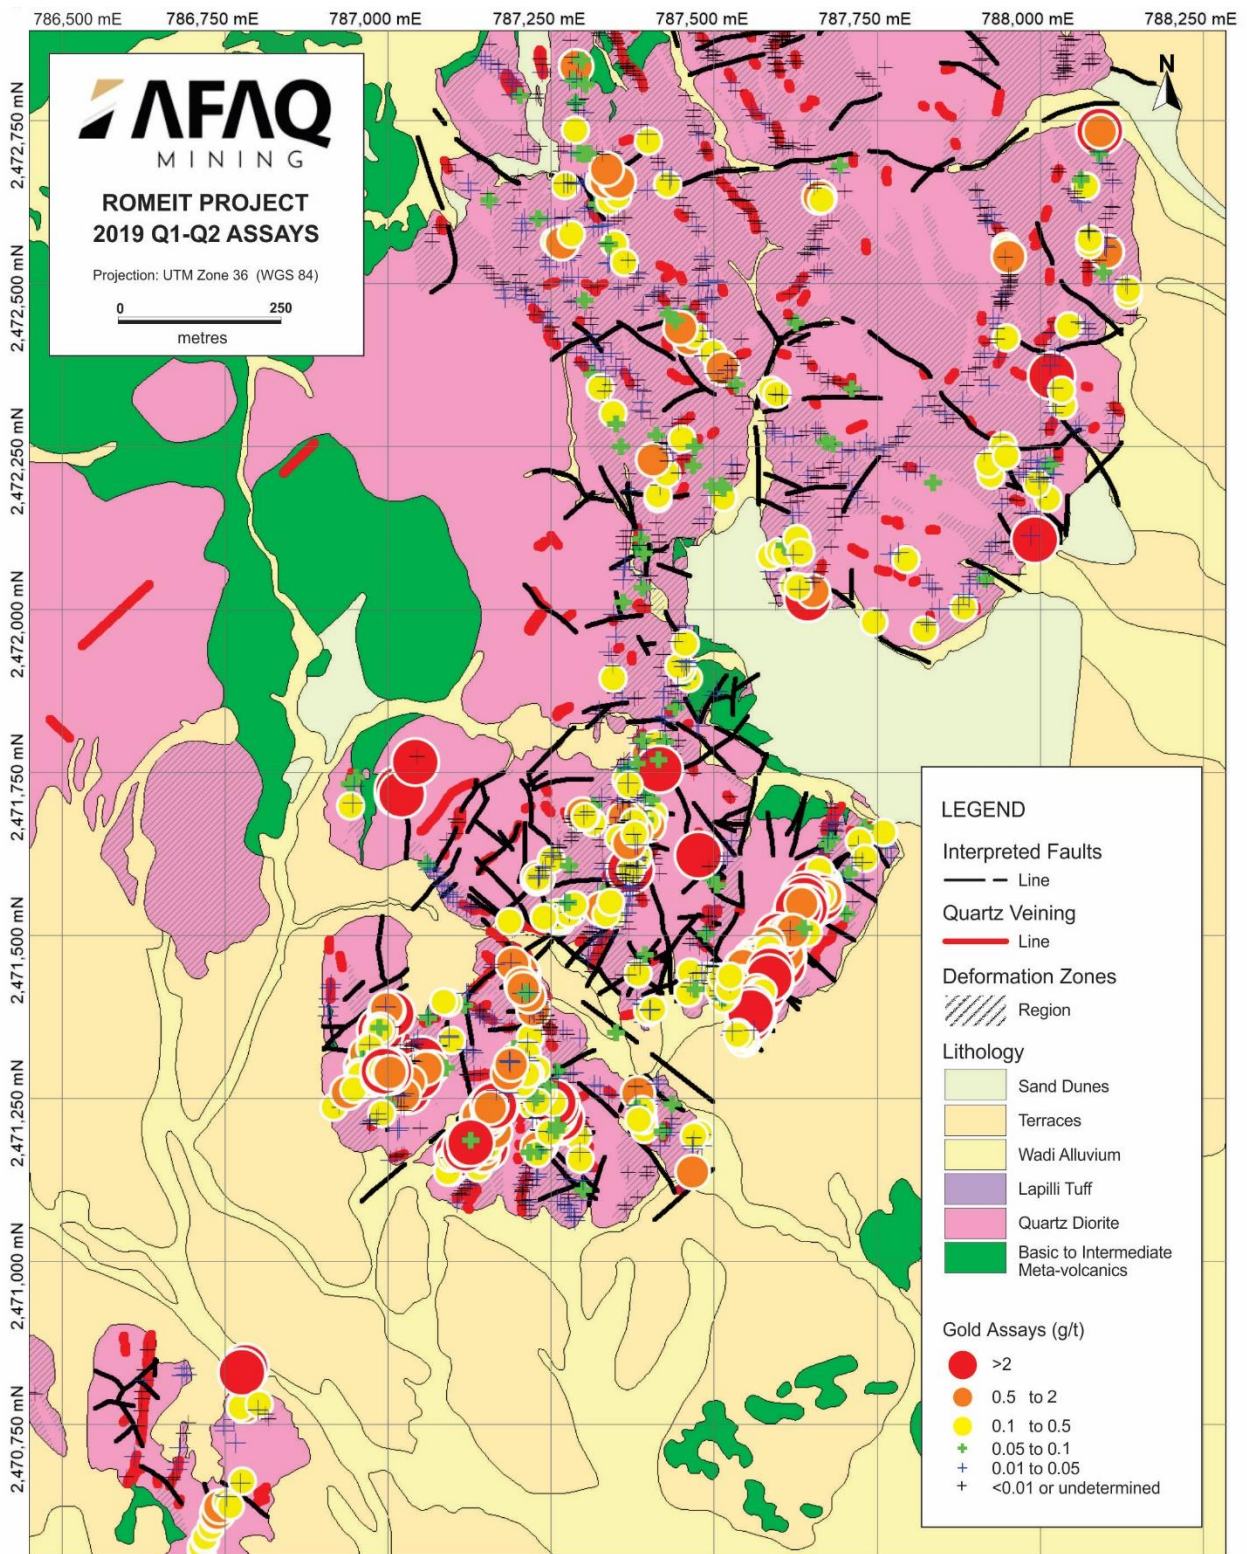 786,500 mE 786,750 mE 787,000 mE 787,250 mE 787,500 mE 787,750 mE 788,000 mE 788,250 mE
2,472,750 mN
2,472,500 mN
2,472,250 mN
2,472,000 mN
2,471,750 mN
2,471,500 mN
2,471,250 mN
2,471,000 mN
2,470,750 mN
AFAQ
MINING
ROMEIT PROJECT
2019 Q1-Q2 ASSAYS
Projection: UTM Zone 36 (WGS 84)
0 250
metres
N
LEGEND
Interpreted Faults
Line
Quartz Veining
Line
Deformation Zones
Region
Lithology
Sand Dunes
Terraces
Wadi Alluvium
Lapilli Tuff
Quartz Diorite
Basic to Intermediate
Meta-volcanics
Gold Assays (g/t)
>2
0.5 to 2
0.1 to 0.5
0.05 to 0.1
0.01 to 0.05
<0.01 or undetermined